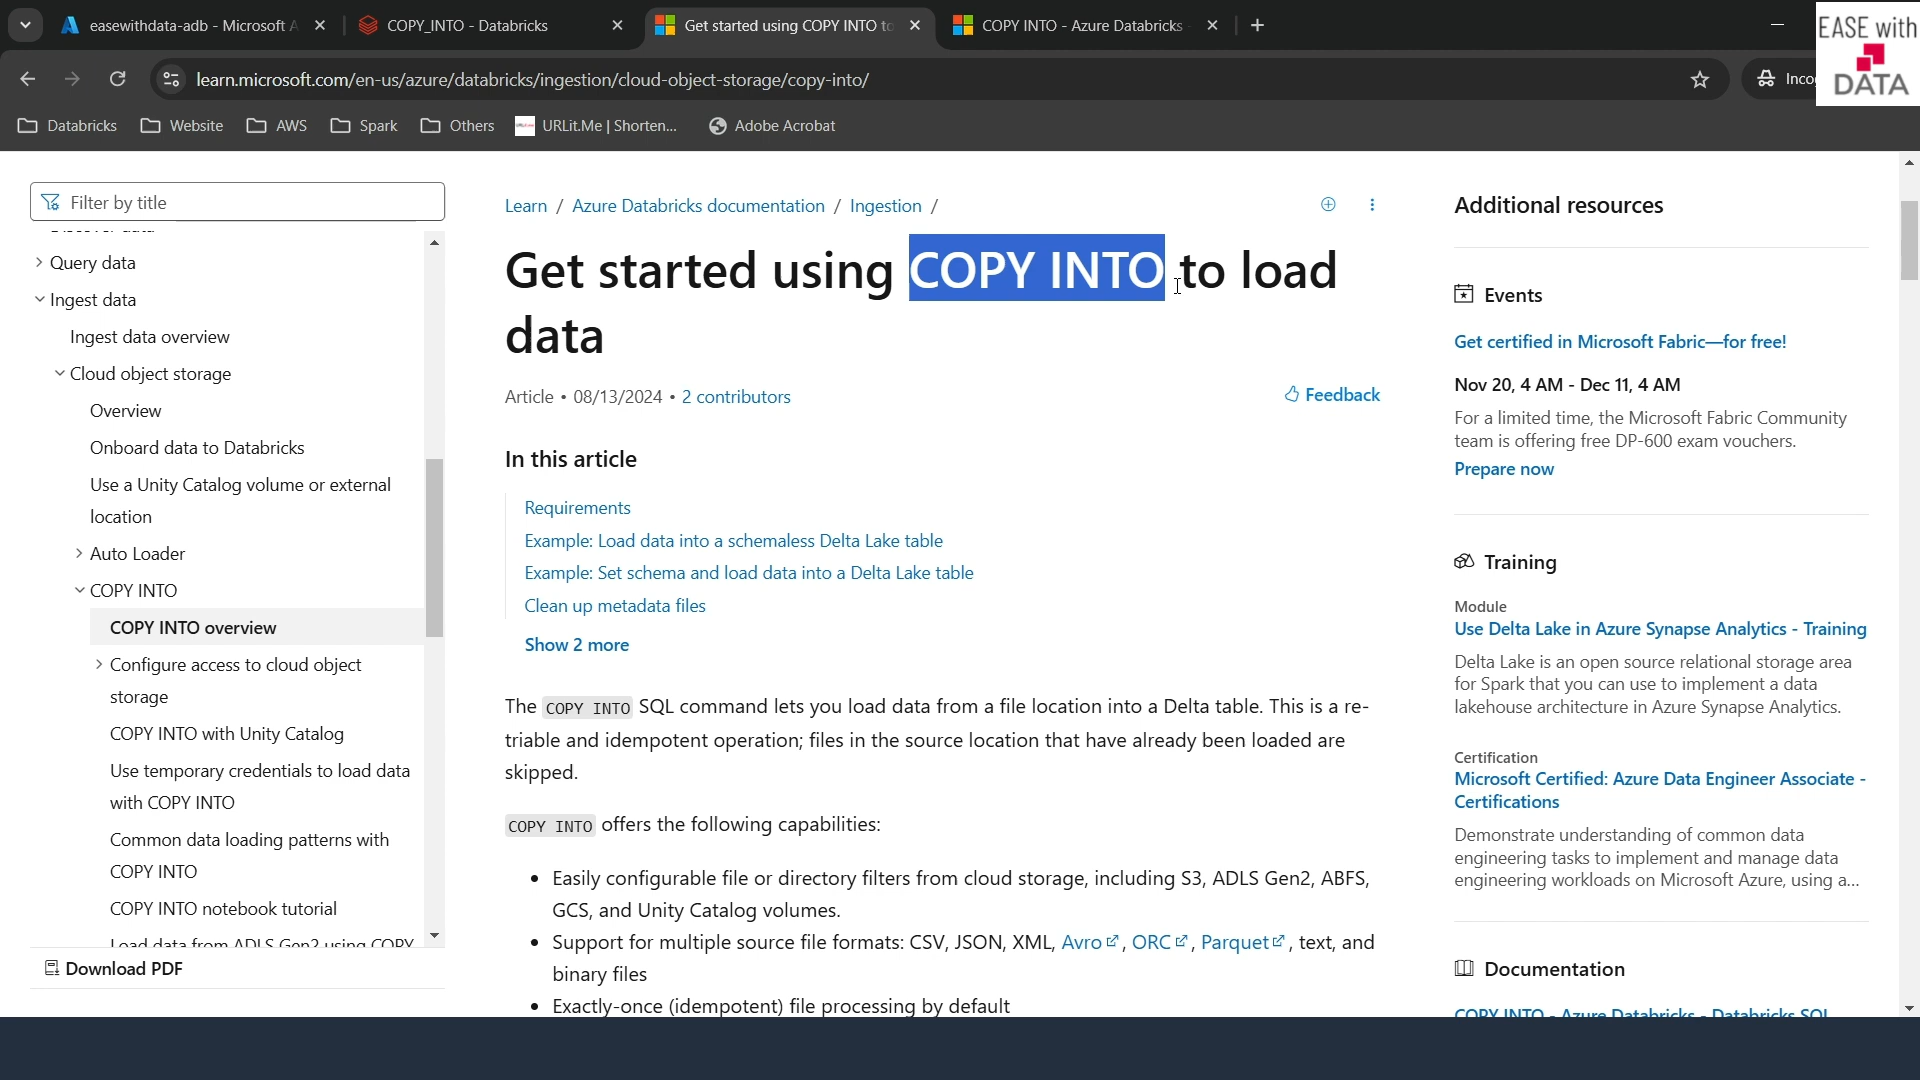 easewithdata-adb - Microsoft A
COPY_INTO - Databricks
Get started using COPY INTO to
COPY INTO - Azure Databricks -
EASE with
DATA
learn.microsoft.com/en-us/azure/databricks/ingestion/cloud-object-storage/copy-into/
Databricks
Website
AWS
Spark
Others
URLit.Me | Shorten...
Adobe Acrobat
Filter by title
Query data
Ingest data
Ingest data overview
Cloud object storage
Overview
Onboard data to Databricks
Use a Unity Catalog volume or external
location
Auto Loader
COPY INTO
COPY INTO overview
Configure access to cloud object
storage
COPY INTO with Unity Catalog
Use temporary credentials to load data
with COPY INTO
Common data loading patterns with
COPY INTO
COPY INTO notebook tutorial
Load data from ADLS Gen2 using COPY
Download PDF
Learn / Azure Databricks documentation / Ingestion /
Get started using COPY INTO to load
data
Article • 08/13/2024 • 2 contributors
Feedback
In this article
Requirements
Example: Load data into a schemaless Delta Lake table
Example: Set schema and load data into a Delta Lake table
Clean up metadata files
Show 2 more
The COPY INTO SQL command lets you load data from a file location into a Delta table. This is a re-
triable and idempotent operation; files in the source location that have already been loaded are
skipped.
COPY INTO offers the following capabilities:
• Easily configurable file or directory filters from cloud storage, including S3, ADLS Gen2, ABFS,
GCS, and Unity Catalog volumes.
• Support for multiple source file formats: CSV, JSON, XML, Avro, ORC, Parquet, text, and
binary files
• Exactly-once (idempotent) file processing by default
Additional resources
Events
Get certified in Microsoft Fabric—for free!
Nov 20, 4 AM - Dec 11, 4 AM
For a limited time, the Microsoft Fabric Community
team is offering free DP-600 exam vouchers.
Prepare now
Training
Module
Use Delta Lake in Azure Synapse Analytics - Training
Delta Lake is an open source relational storage area
for Spark that you can use to implement a data
lakehouse architecture in Azure Synapse Analytics.
Certification
Microsoft Certified: Azure Data Engineer Associate -
Certifications
Demonstrate understanding of common data
engineering tasks to implement and manage data
engineering workloads on Microsoft Azure, using a...
Documentation
COPY INTO - Azure Databricks - Databricks SQL